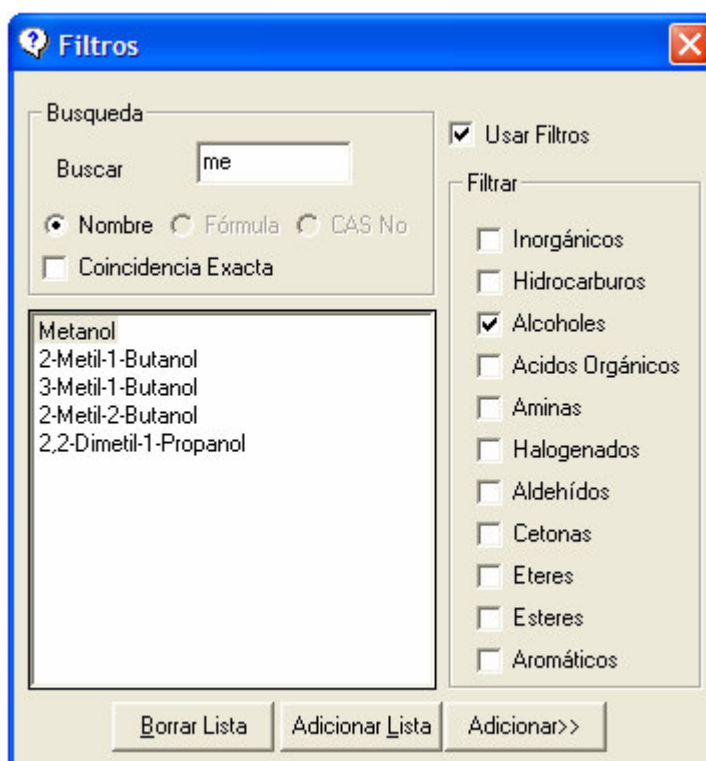 Filtros
Busqueda
Buscar me
Nombre Fórmula CAS No
Coincidencia Exacta
Metanol
2-Metil-1-Butanol
3-Metil-1-Butanol
2-Metil-2-Butanol
2,2-Dimetil-1-Propanol
Usar Filtros
Filtrar
Inorgánicos
Hidrocarburos
Alcoholes
Acidos Orgánicos
Aminas
Halogenados
Aldehídos
Cetonas
Eteres
Esteres
Aromáticos
Borrar Lista Adicionar Lista Adicionar>>